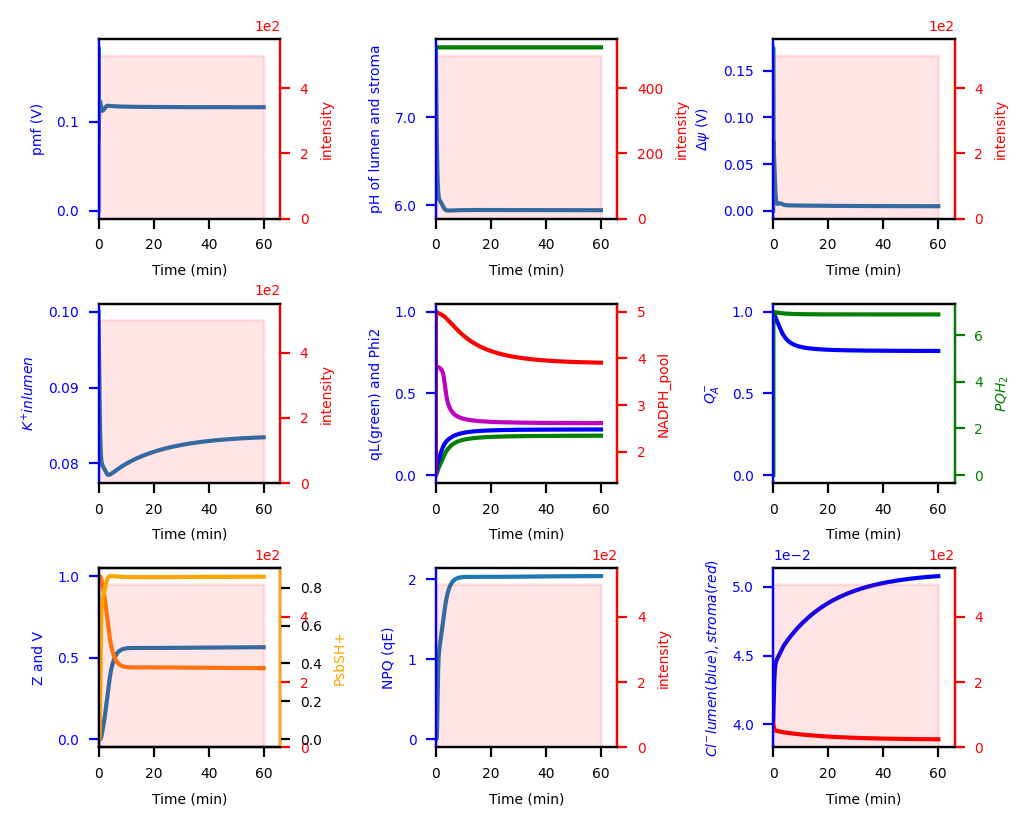 1e2
1e2
pmf (V)
0.1
0.0
4
2
0
intensity
0
20
40
60
Time (min)
pH of lumen and stroma
7.0
6.0
400
200
0
intensity
0
20
40
60
Time (min)
Δψ (V)
0.15
0.10
0.05
0.00
4
2
0
intensity
0
20
40
60
Time (min)
1e2
K⁺inlumen
0.10
0.09
0.08
4
2
0
intensity
0
20
40
60
Time (min)
qL(green) and Phi2
1.0
0.5
0.0
5
4
3
2
NADPH_pool
0
20
40
60
Time (min)
Q_A^−
1.0
0.5
0.0
6
4
2
0
PQH₂
0
20
40
60
Time (min)
1e2
1e2
1e−2
1e2
Z and V
1.0
0.5
0.0
0.8
4
0.6
0.4
2
0.2
0.0
0
PsbSH+
0
20
40
60
Time (min)
NPQ (qE)
2
1
0
4
2
0
intensity
0
20
40
60
Time (min)
Cl⁻lumen(blue), stroma(red)
5.0
4.5
4.0
4
2
0
0
20
40
60
Time (min)